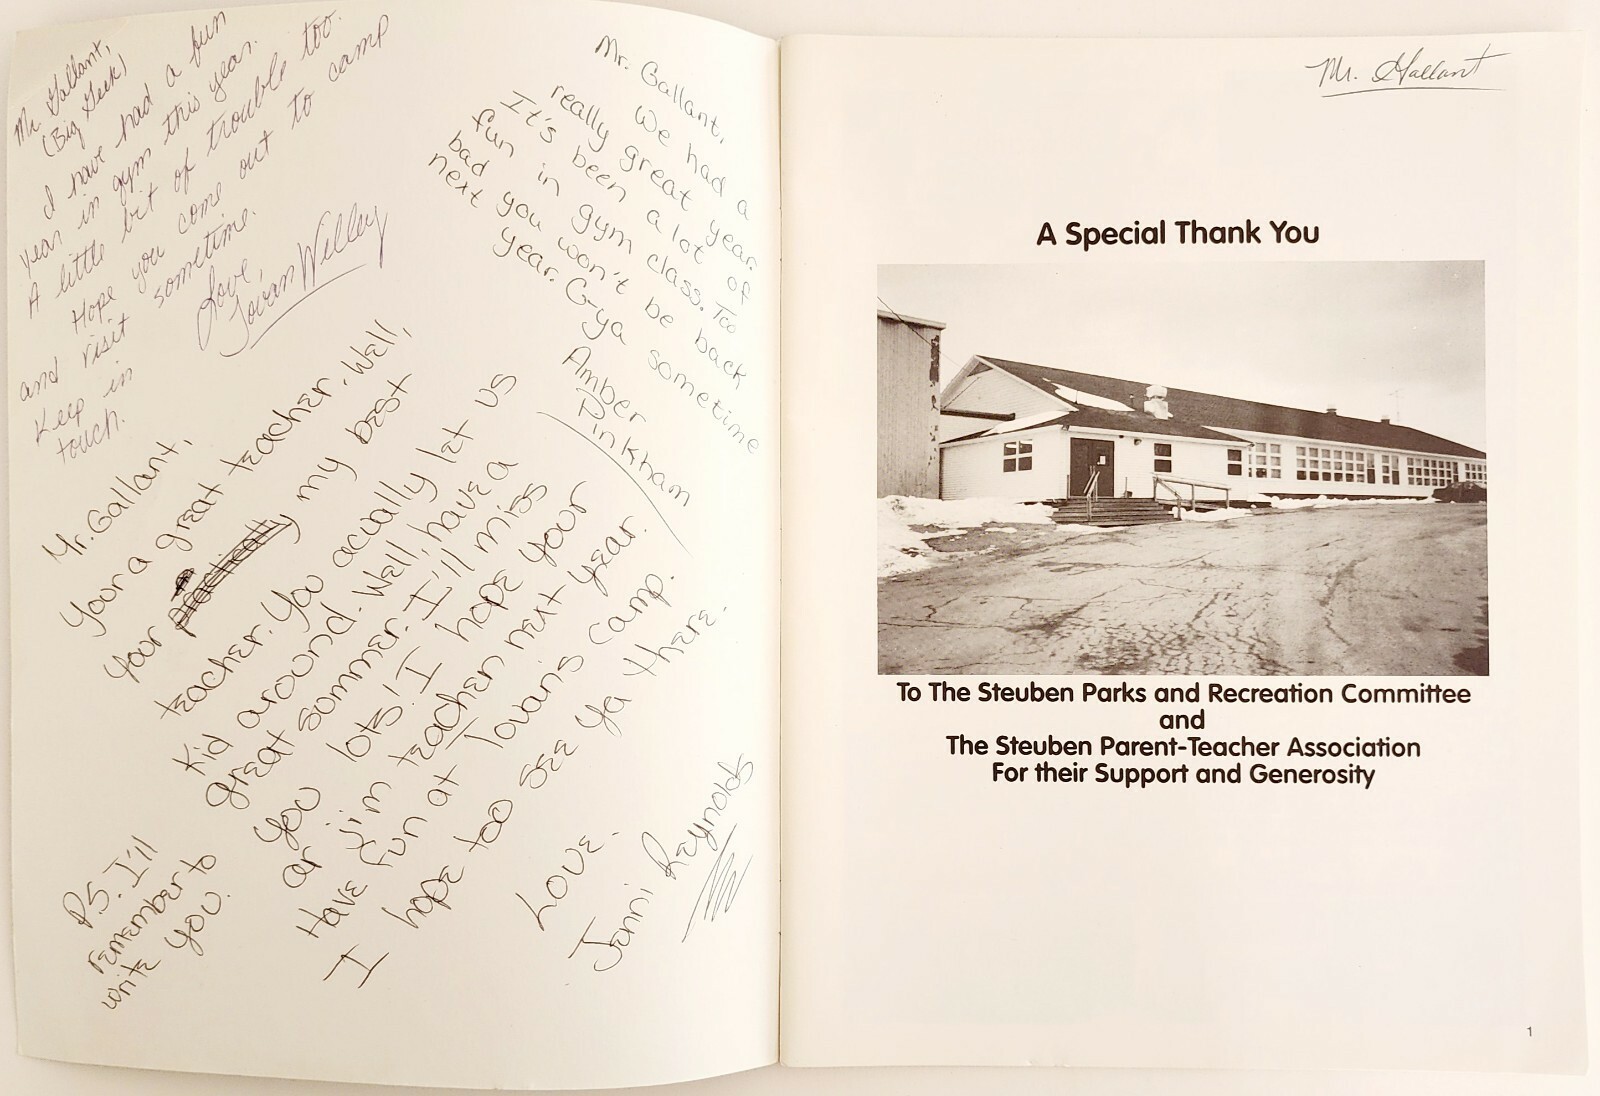 Mr. Gallant,
(Big Geek)
I have had a fun
year in gym this year.
A little bit of trouble too.
Hope you come out to camp
and visit sometime.
Keep in
touch.
Love,
Tovan Willey
Mr. Gallant,
We had a
really great year.
It's been a lot of
fun in gym class. Too
bad you won't be back
next year. C-ya sometime
Amber
Pinkham
Mr. Gallant,
Your a great teacher. Well,
your practically my best
teacher. You acually let us
kid around. Well, have a
great sommer. I'll miss
you lots! I hope your
or jim teacher next year.
Have fun at Tovans camp.
I hope too see ya there.
Love.
Jenni Reynolds
P.S. I'll
remember to
write you.
Mr. Gallant
A Special Thank You
To The Steuben Parks and Recreation Committee
and
The Steuben Parent-Teacher Association
For their Support and Generosity
1